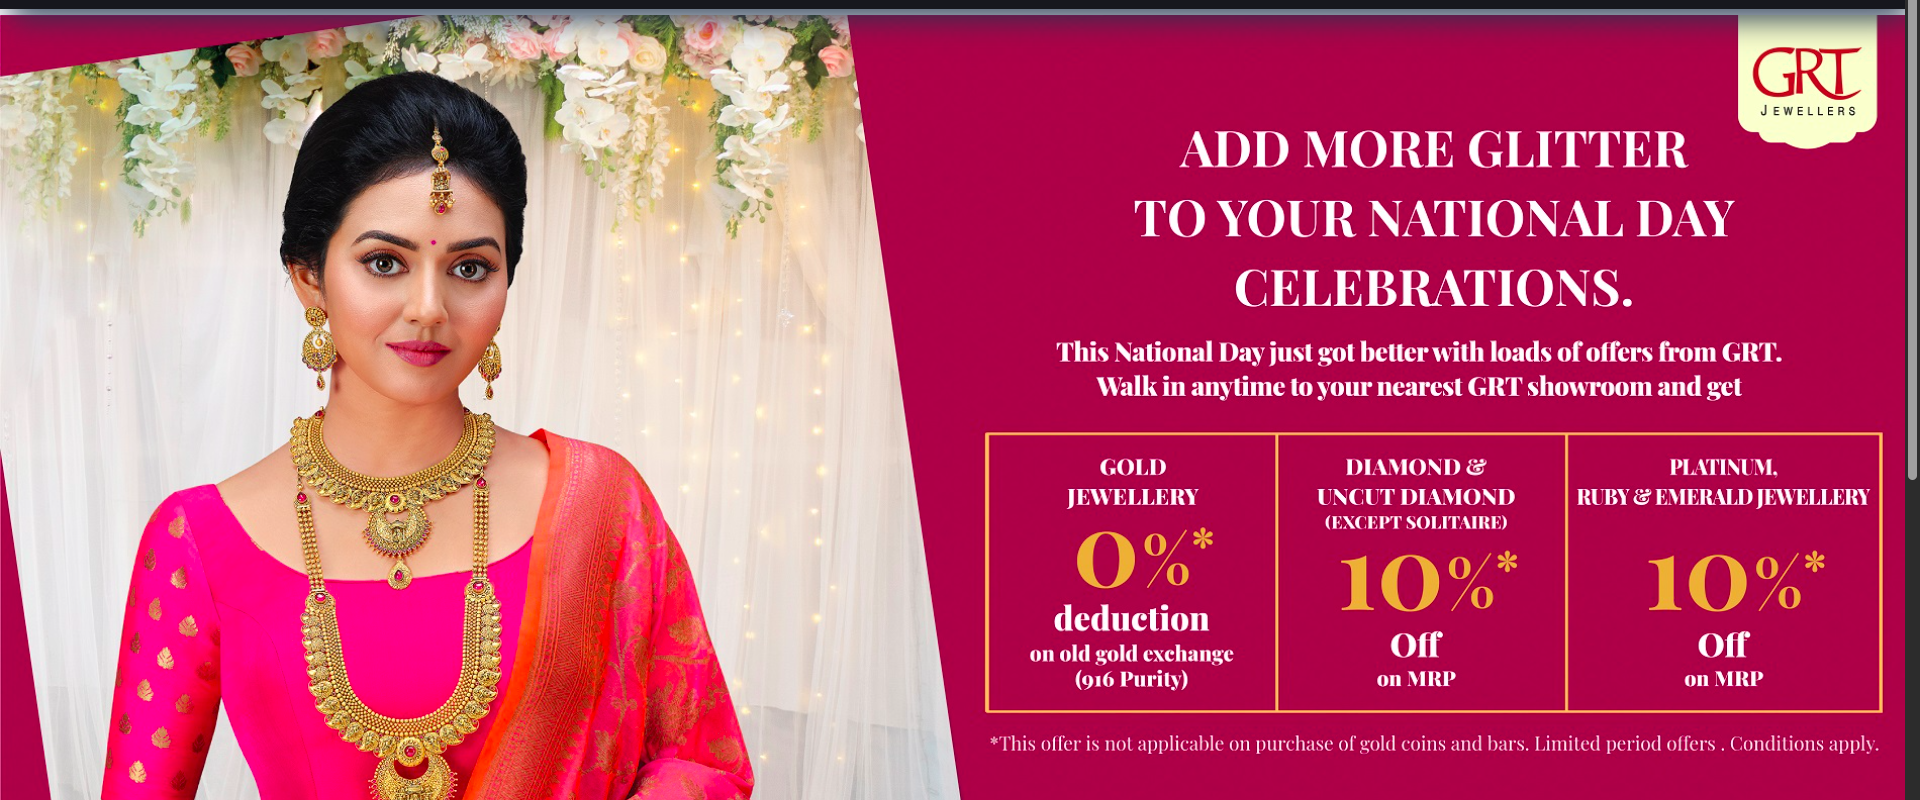 GRT
JEWELLERS
ADD MORE GLITTER
TO YOUR NATIONAL DAY
CELEBRATIONS.
This National Day just got better with loads of offers from GRT.
Walk in anytime to your nearest GRT showroom and get
GOLD
JEWELLERY
0%*
deduction
on old gold exchange
(916 Purity)
DIAMOND &
UNCUT DIAMOND
(EXCEPT SOLITAIRE)
10%*
Off
on MRP
PLATINUM,
RUBY & EMERALD JEWELLERY
10%*
Off
on MRP
*This offer is not applicable on purchase of gold coins and bars. Limited period offers . Conditions apply.